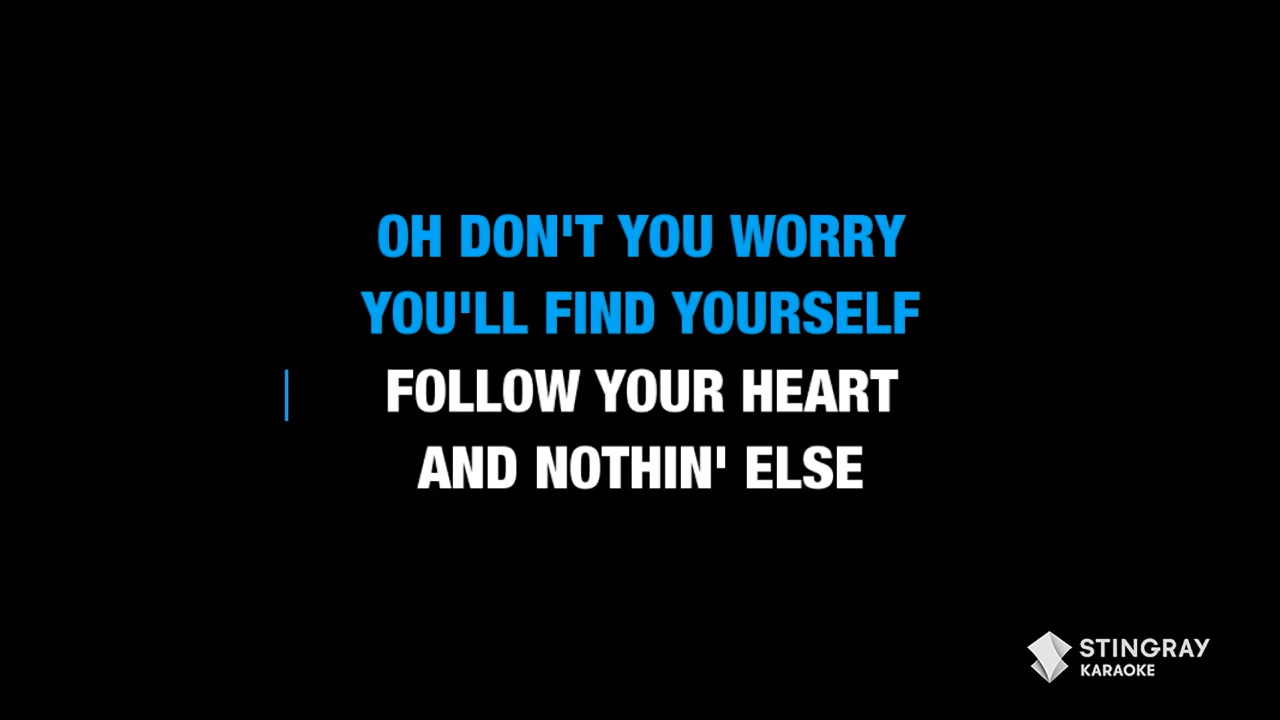 OH DON'T YOU WORRY
YOU'LL FIND YOURSELF
FOLLOW YOUR HEART
AND NOTHIN' ELSE
STINGRAY
KARAOKE